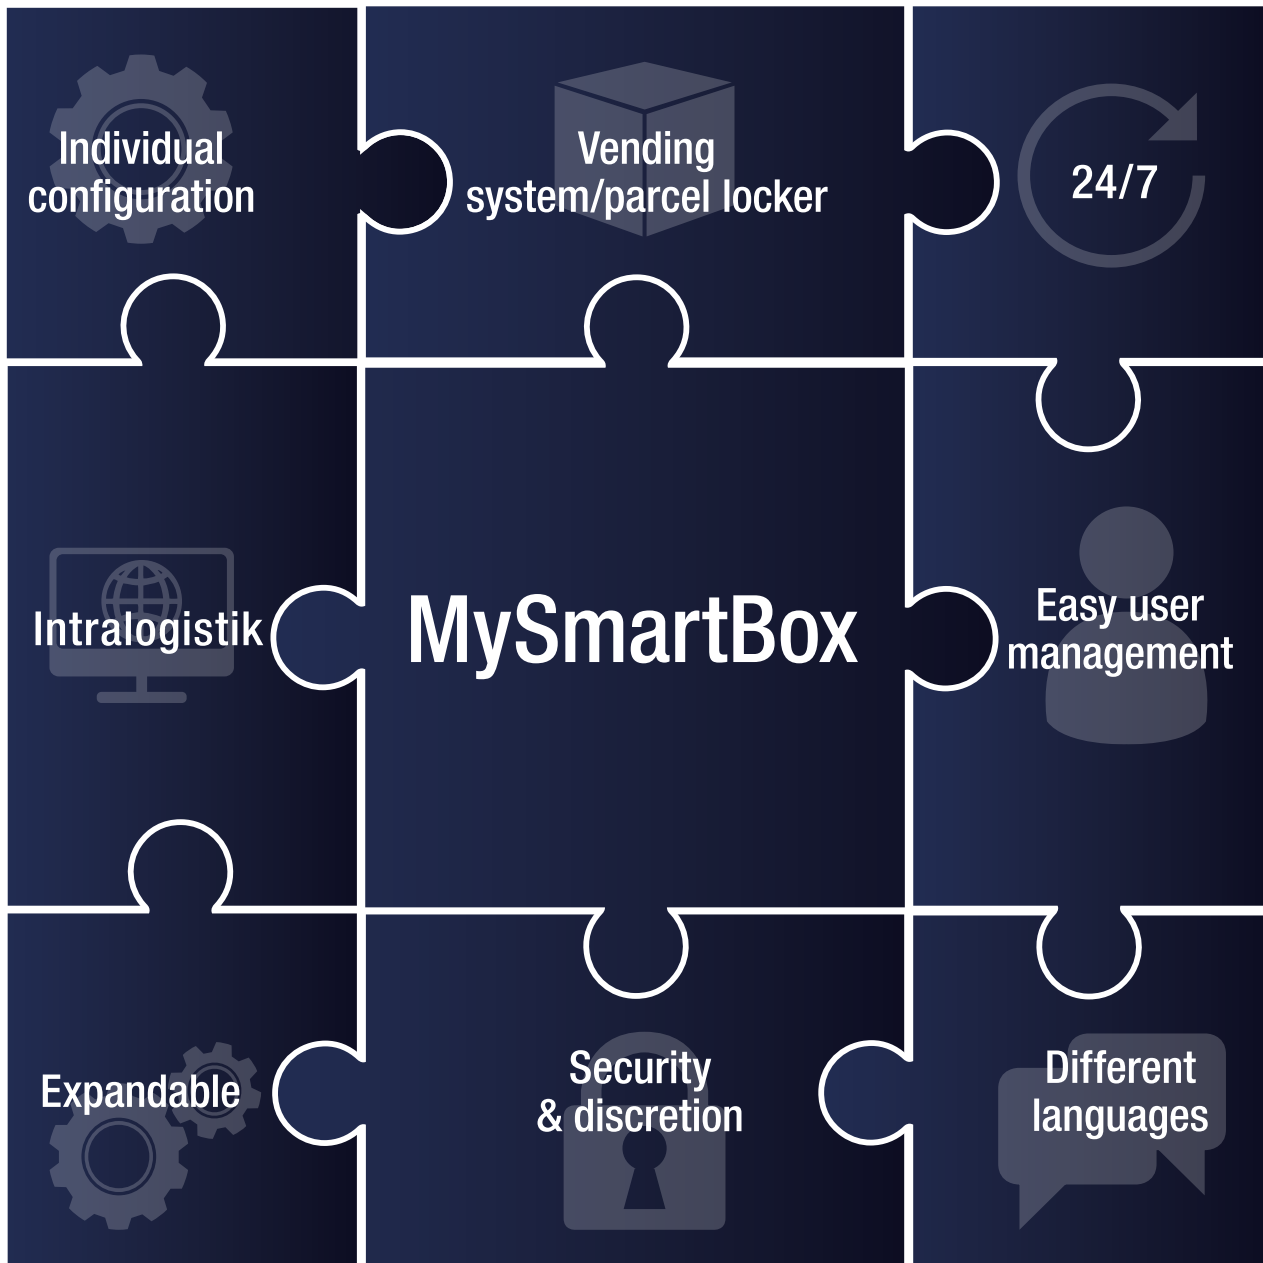 Individual
configuration
Vending
system/parcel locker
24/7
Intralogistik
MySmartBox
Easy user
management
Expandable
Security
& discretion
Different
languages